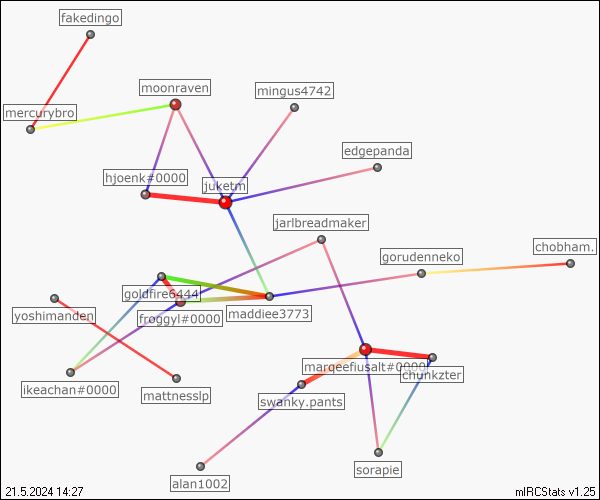 fakedingo
moonraven
mingus4742
mercurybro
edgepanda
hjoenk#0000
juketm
jarlbreadmaker
chobham.
gorudenneko
goldfire6444
maddiee3773
yoshimanden
froggyl#0000
marqeefiusalt#0000
chunkzter
ikeachan#0000
mattnesslp
swanky.pants
sorapie
alan1002
21.5.2024 14:27
mIRCStats v1.25